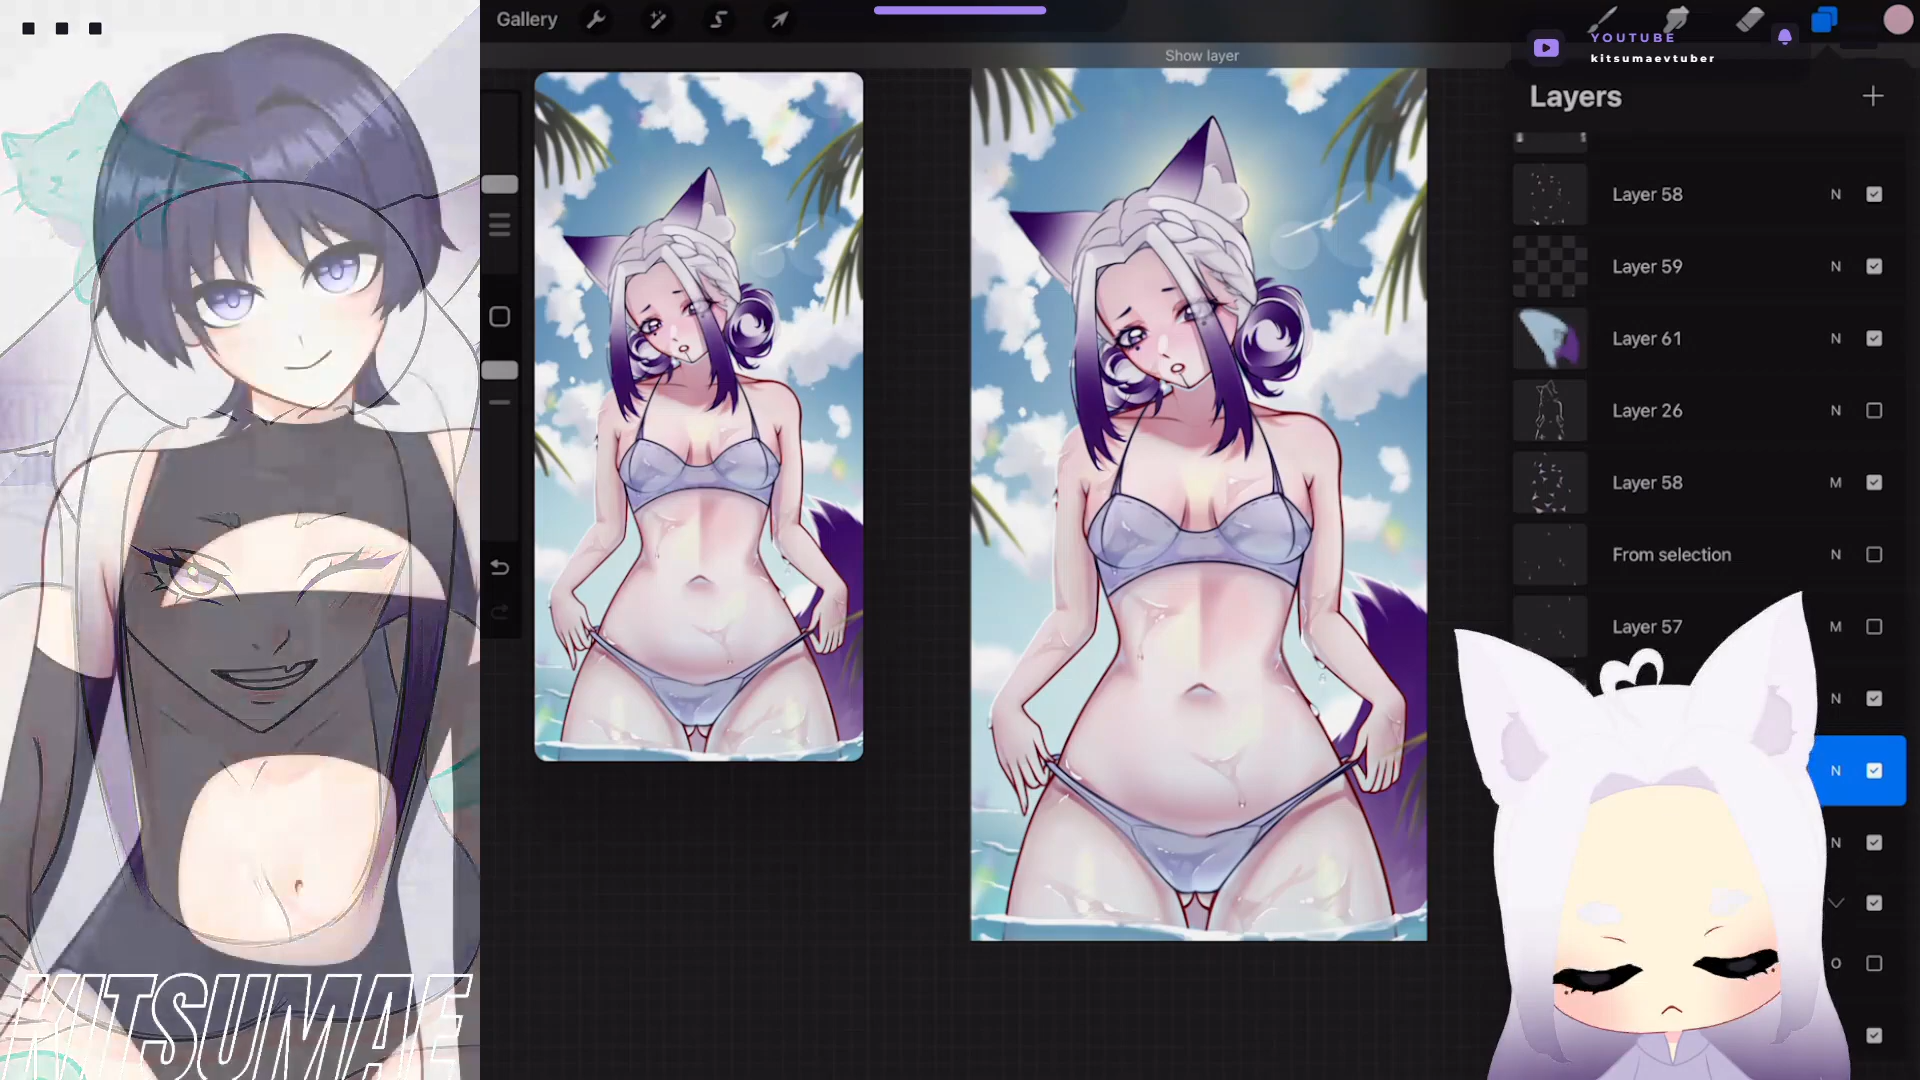 Gallery
Show layer
YOUTUBE
kitsumaevtuber
Layers
Layer 58 N
Layer 59 N
Layer 61 N
Layer 26 N
Layer 58 M
From selection N
Layer 57 M
N
N
N
O
KITSUMAE